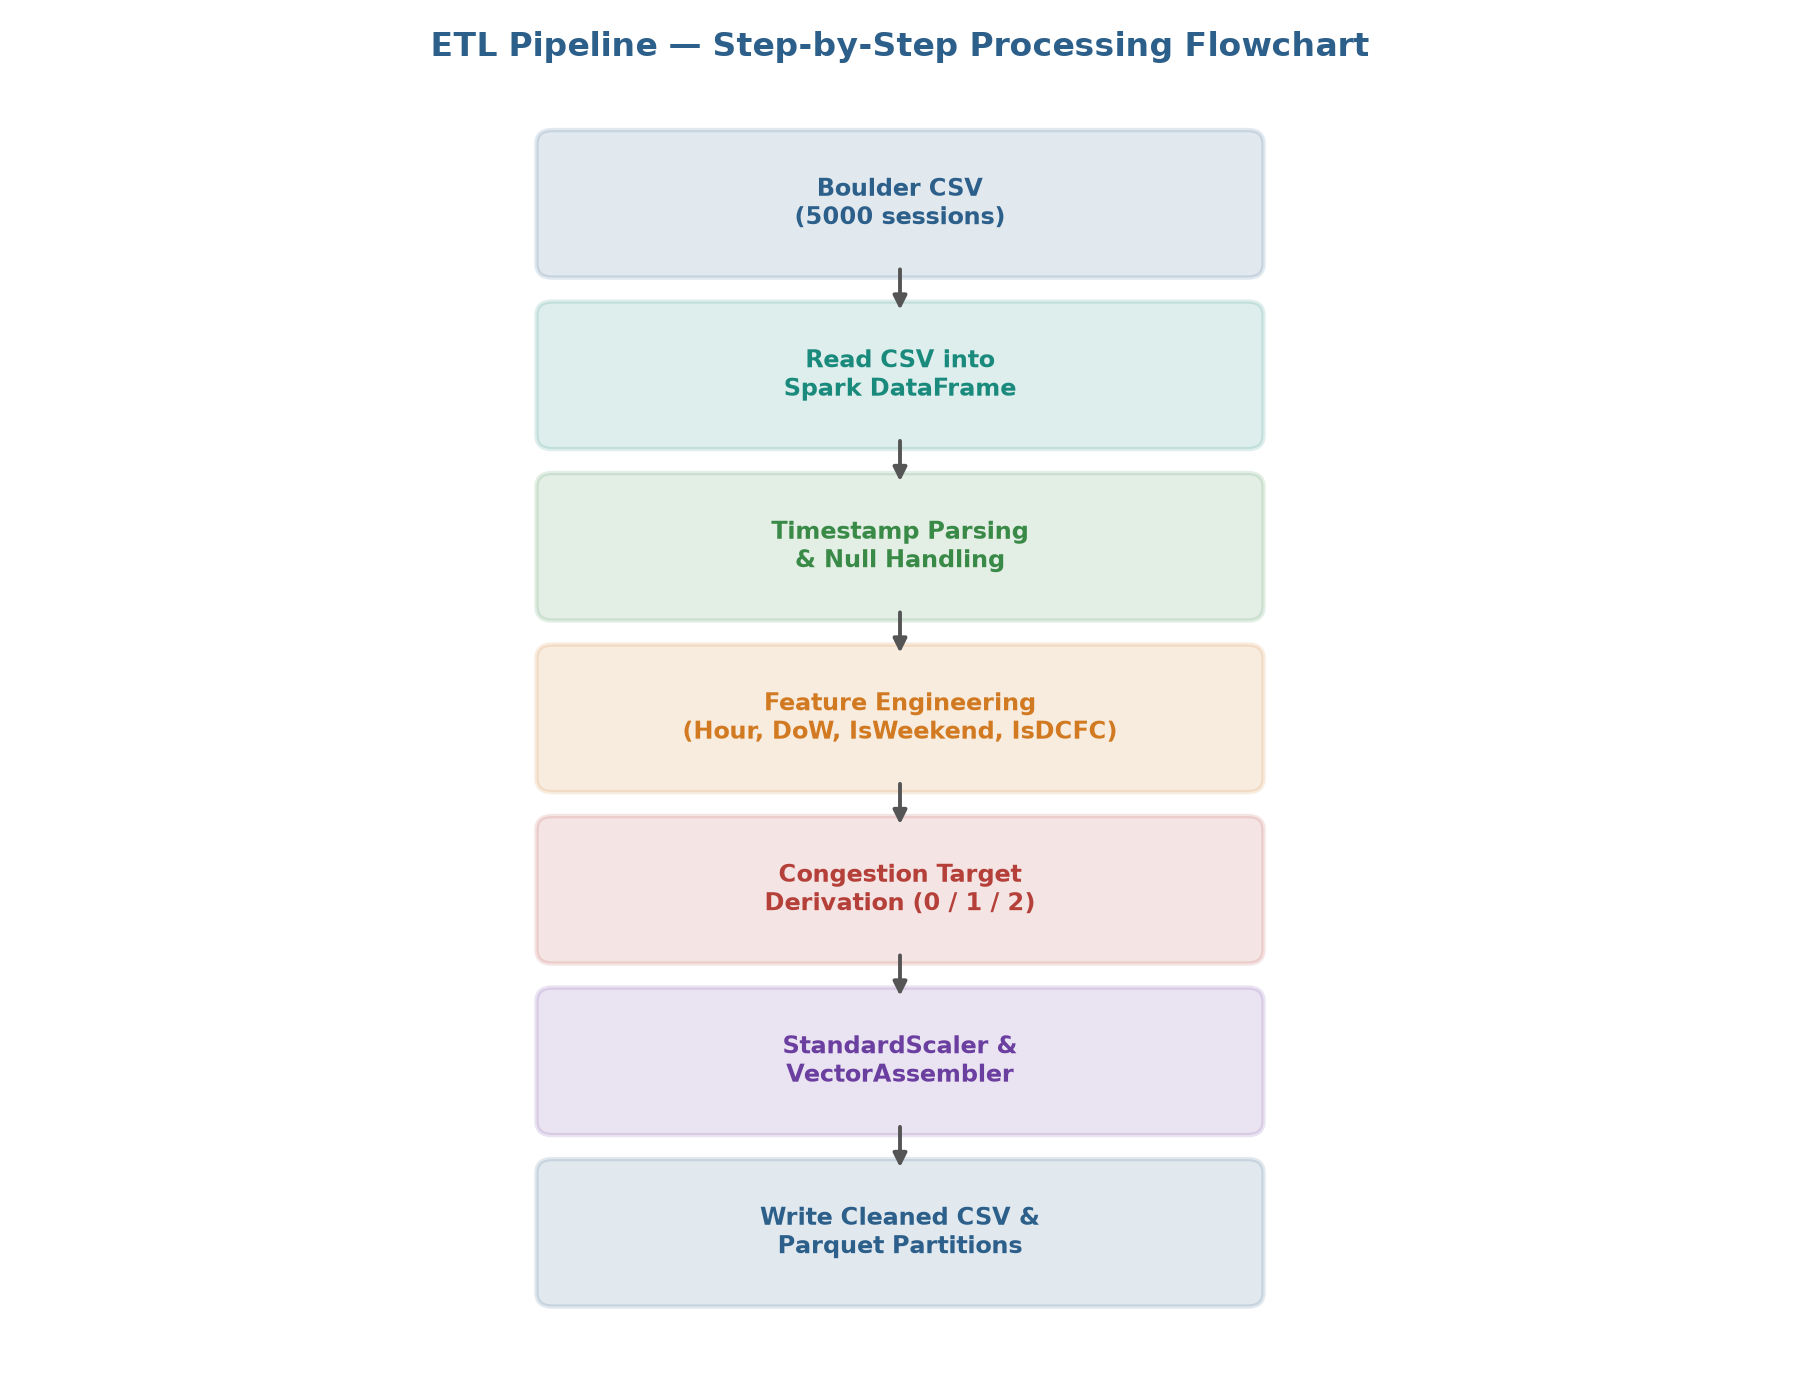 ETL Pipeline — Step-by-Step Processing Flowchart
Boulder CSV
(5000 sessions)
Read CSV into
Spark DataFrame
Timestamp Parsing
& Null Handling
Feature Engineering
(Hour, DoW, IsWeekend, IsDCFC)
Congestion Target
Derivation (0 / 1 / 2)
StandardScaler &
VectorAssembler
Write Cleaned CSV &
Parquet Partitions